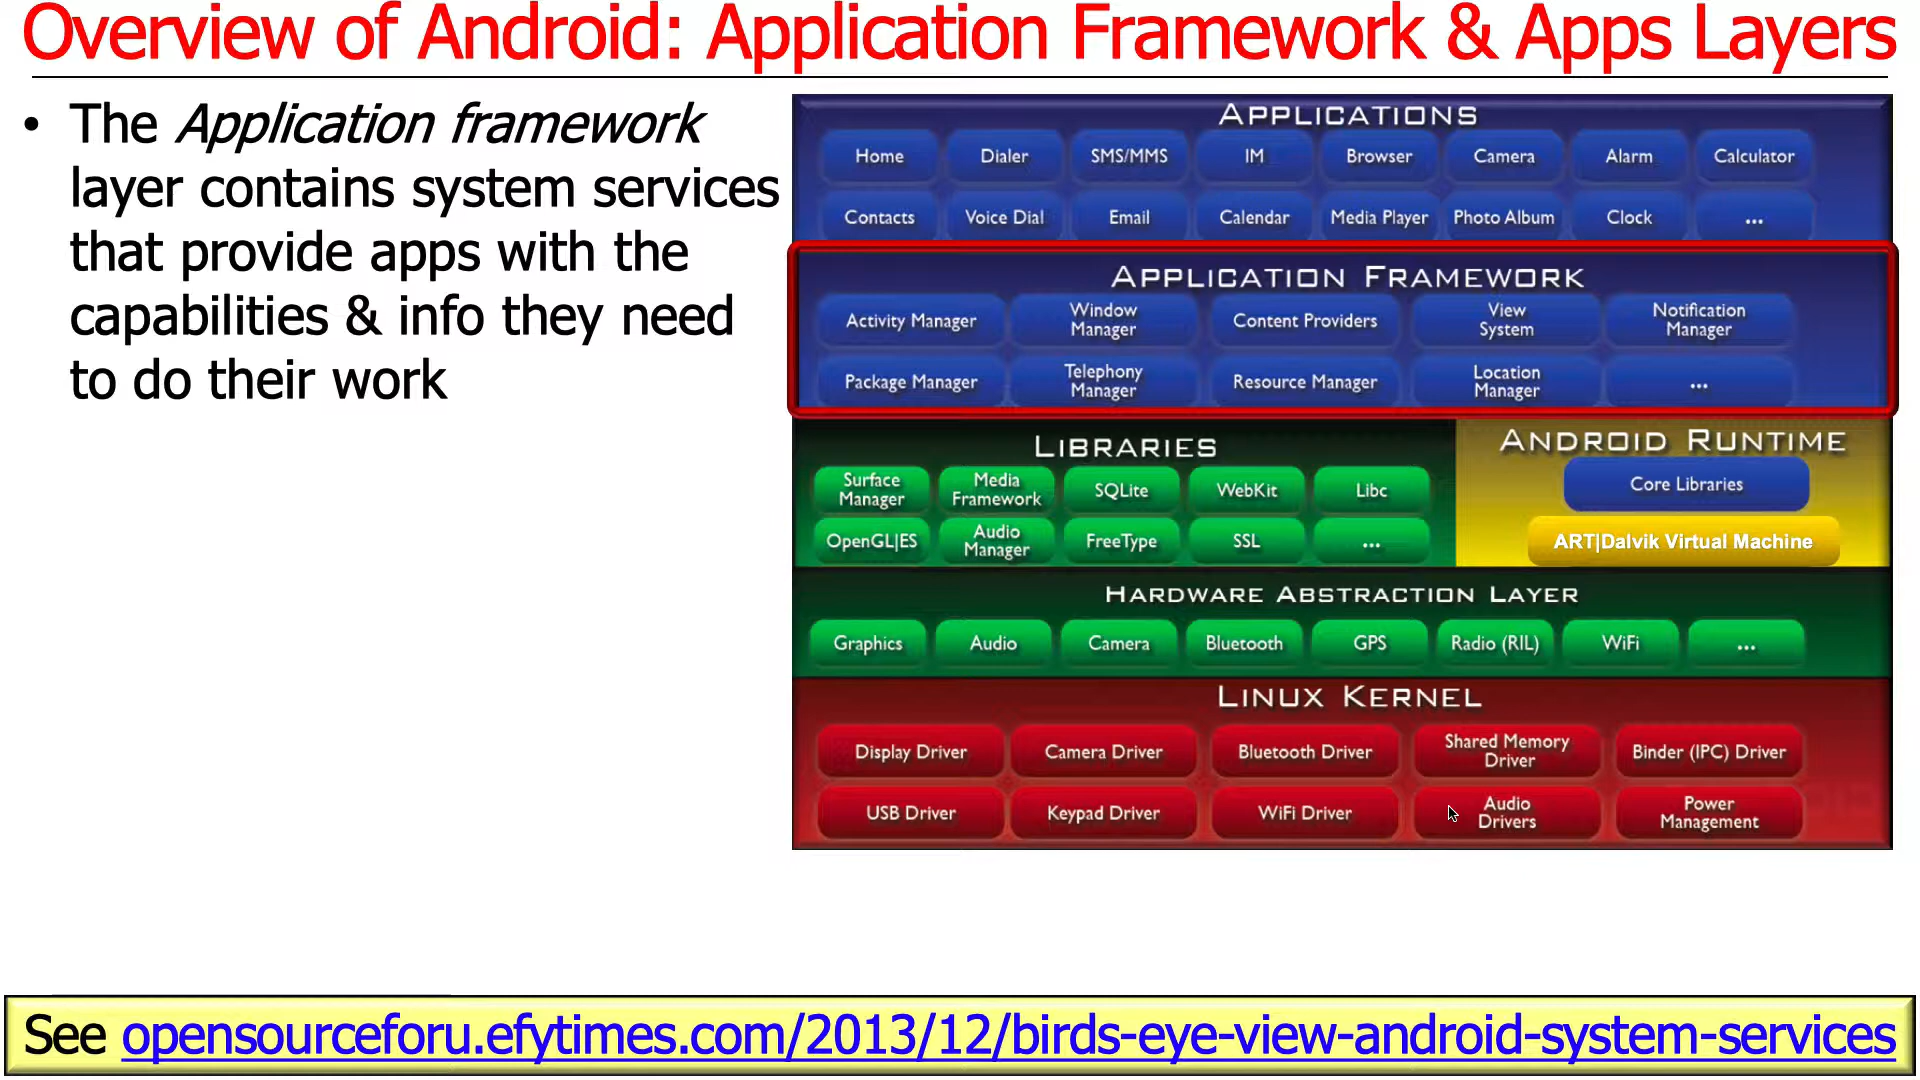 Overview of Android: Application Framework & Apps Layers
• The Application framework
layer contains system services
that provide apps with the
capabilities & info they need
to do their work
APPLICATIONS
Home Dialer SMS/MMS IM Browser Camera Alarm Calculator
Contacts Voice Dial Email Calendar Media Player Photo Album Clock ...
APPLICATION FRAMEWORK
Activity Manager Window Manager Content Providers View System Notification Manager
Package Manager Telephony Manager Resource Manager Location Manager ...
LIBRARIES
Surface Manager Media Framework SQLite WebKit Libc
OpenGL|ES Audio Manager FreeType SSL ...
ANDROID RUNTIME
Core Libraries
ART|Dalvik Virtual Machine
HARDWARE ABSTRACTION LAYER
Graphics Audio Camera Bluetooth GPS Radio (RIL) WiFi ...
LINUX KERNEL
Display Driver Camera Driver Bluetooth Driver Shared Memory Driver Binder (IPC) Driver
USB Driver Keypad Driver WiFi Driver Audio Drivers Power Management
See opensourceforu.efytimes.com/2013/12/birds-eye-view-android-system-services